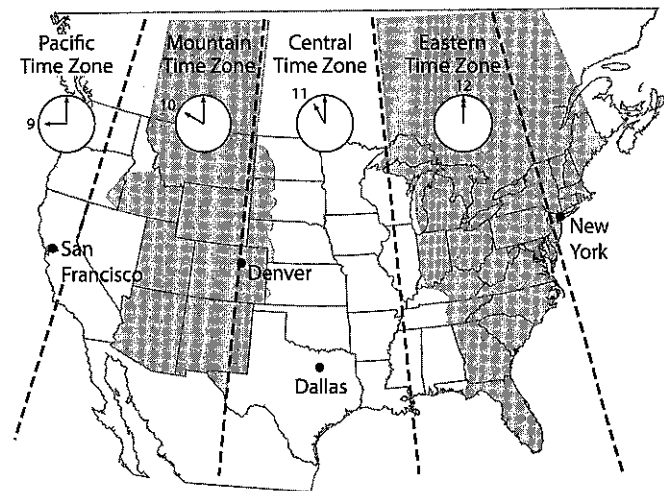 Pacific
Time Zone
Mountain
Time Zone
Central
Time Zone
Eastern
Time Zone
9
10
11
12
San
Francisco
Denver
Dallas
New
York